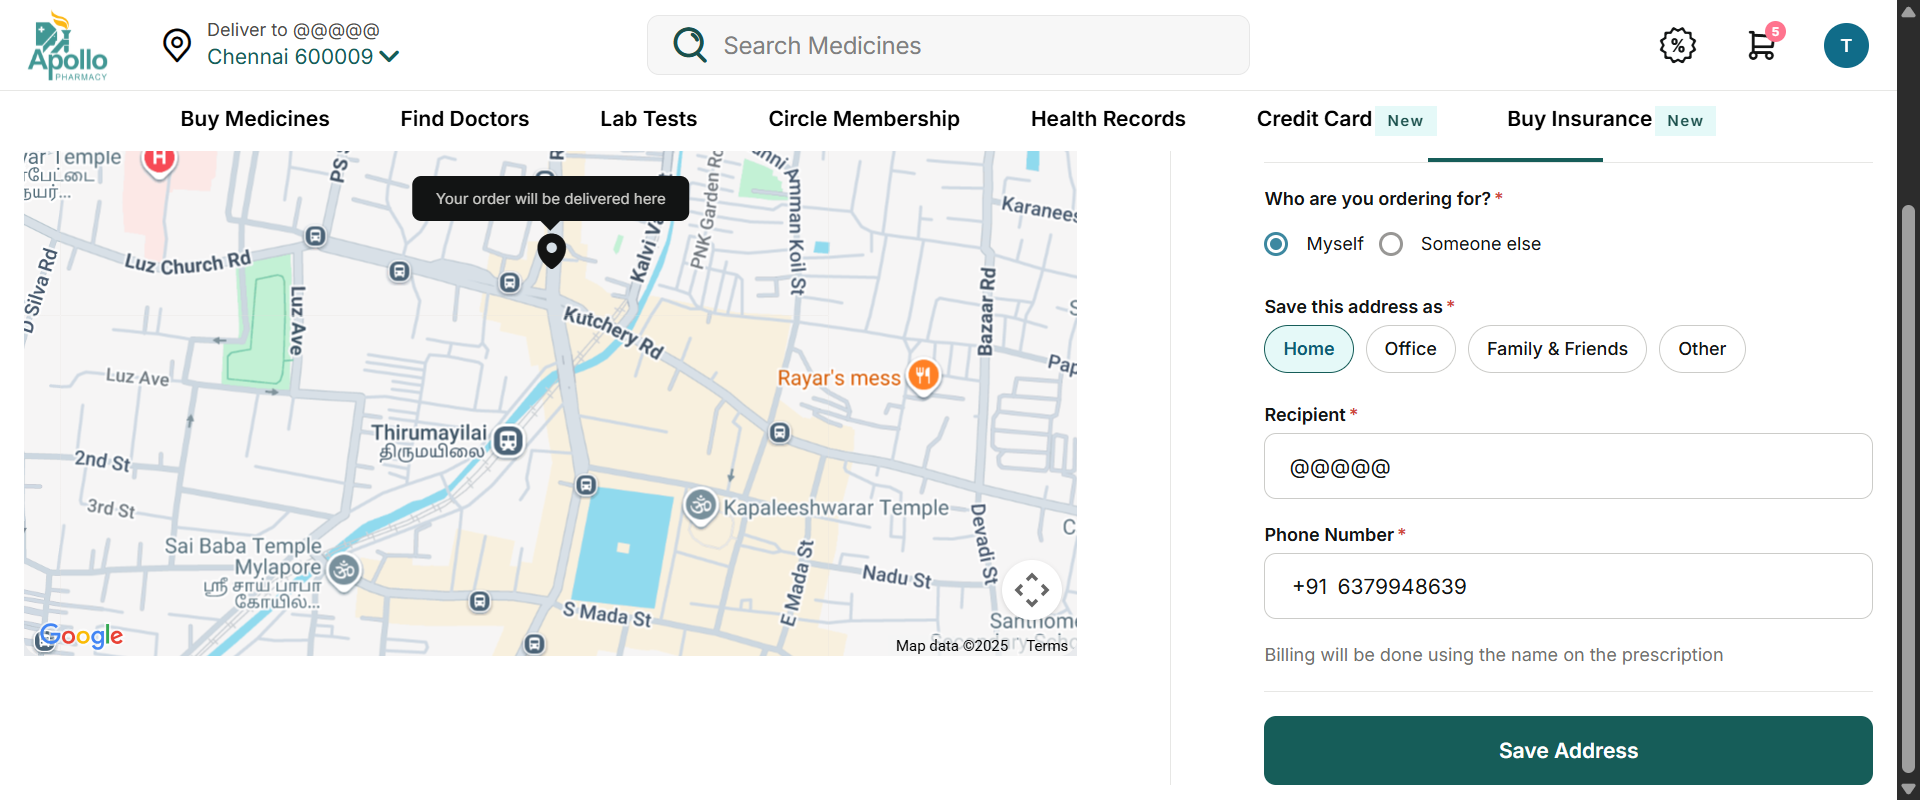 Apollo
PHARMACY
Deliver to @@@@@
Chennai 600009
Search Medicines
5
T
Buy Medicines
Find Doctors
Lab Tests
Circle Membership
Health Records
Credit Card New
Buy Insurance New
Temple
H
Your order will be delivered here
Luz Church Rd
Luz Ave
Luz Ave
D Silva Rd
PS S
Kalvi Va
PNK Garden Rd
Amman Koil St
Karanees
Bazaar Rd
Kutchery Rd
Rayar's mess
Thirumayilai
திருமயிலை
2nd St
3rd St
Kapaleeshwarar Temple
Sai Baba Temple
Mylapore
ஸ்ரீ சாய் பாபா
கோயில்...
Devadi St
Nadu St
E Mada St
S Mada St
Santhome
Google
Map data ©2025
Terms
Who are you ordering for? *
Myself
Someone else
Save this address as *
Home
Office
Family & Friends
Other
Recipient *
@@@@@
Phone Number *
+91 6379948639
Billing will be done using the name on the prescription
Save Address